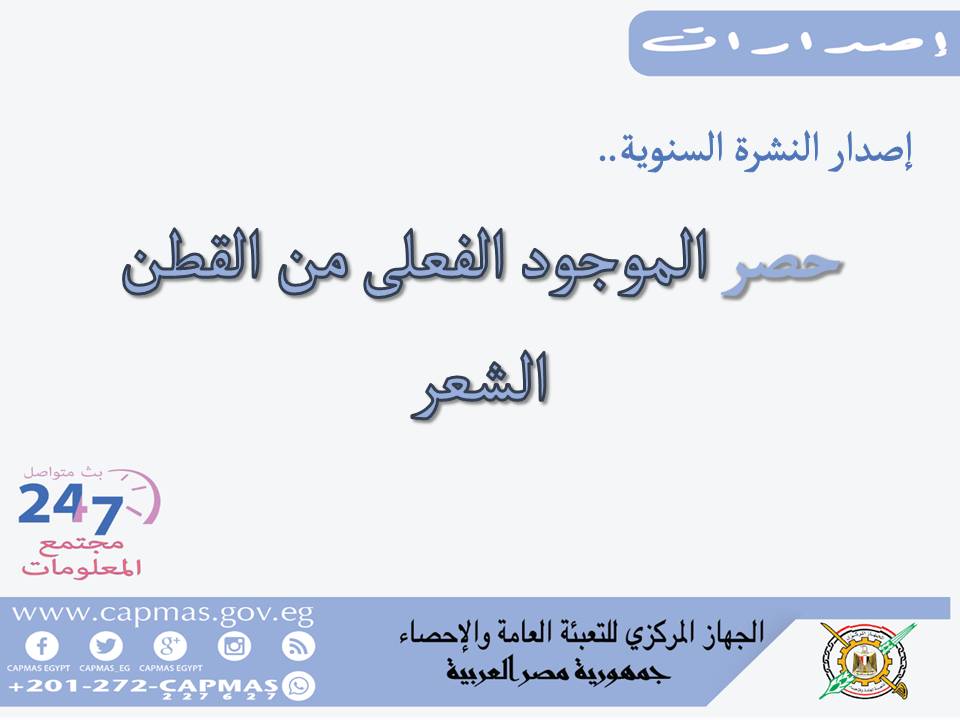 إصدارات
إصدار النشرة السنوية..
حصر الموجود الفعلى من القطن
الشعر
بث متواصل
247
مجتمع
المعلومات
www.capmas.gov.eg
CAPMAS EGYPT CAPMAS_EG CAPMAS EGYPT
+201-272-CAPMAS
227627
الجهاز المركزي للتعبئة العامة والإحصاء
جمهورية مصر العربية